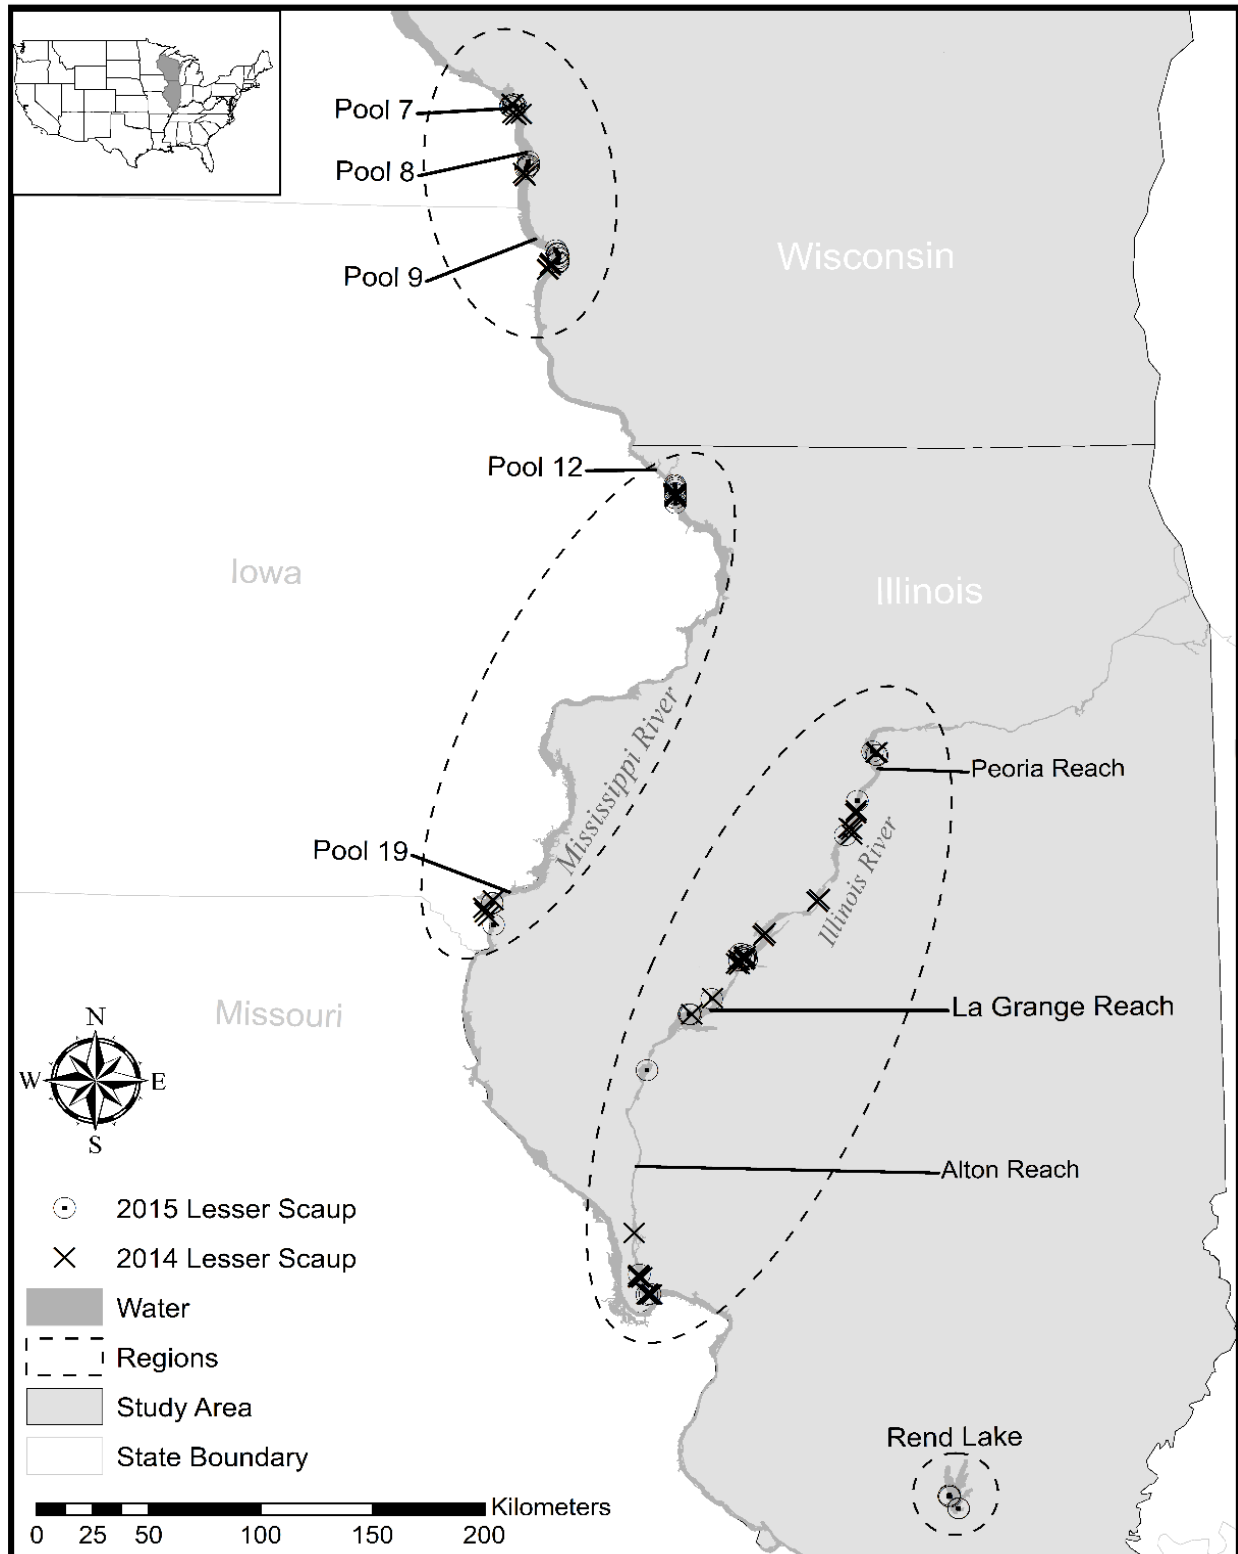 Pool 7
Pool 8
Wisconsin
Pool 9
Pool 12
Iowa
Illinois
Mississippi River
Peoria Reach
Pool 19
Illinois River
Missouri
La Grange Reach
N
W
E
S
Alton Reach
2015 Lesser Scaup
2014 Lesser Scaup
Water
Regions
Study Area
State Boundary
Rend Lake
Kilometers
0 25 50 100 150 200